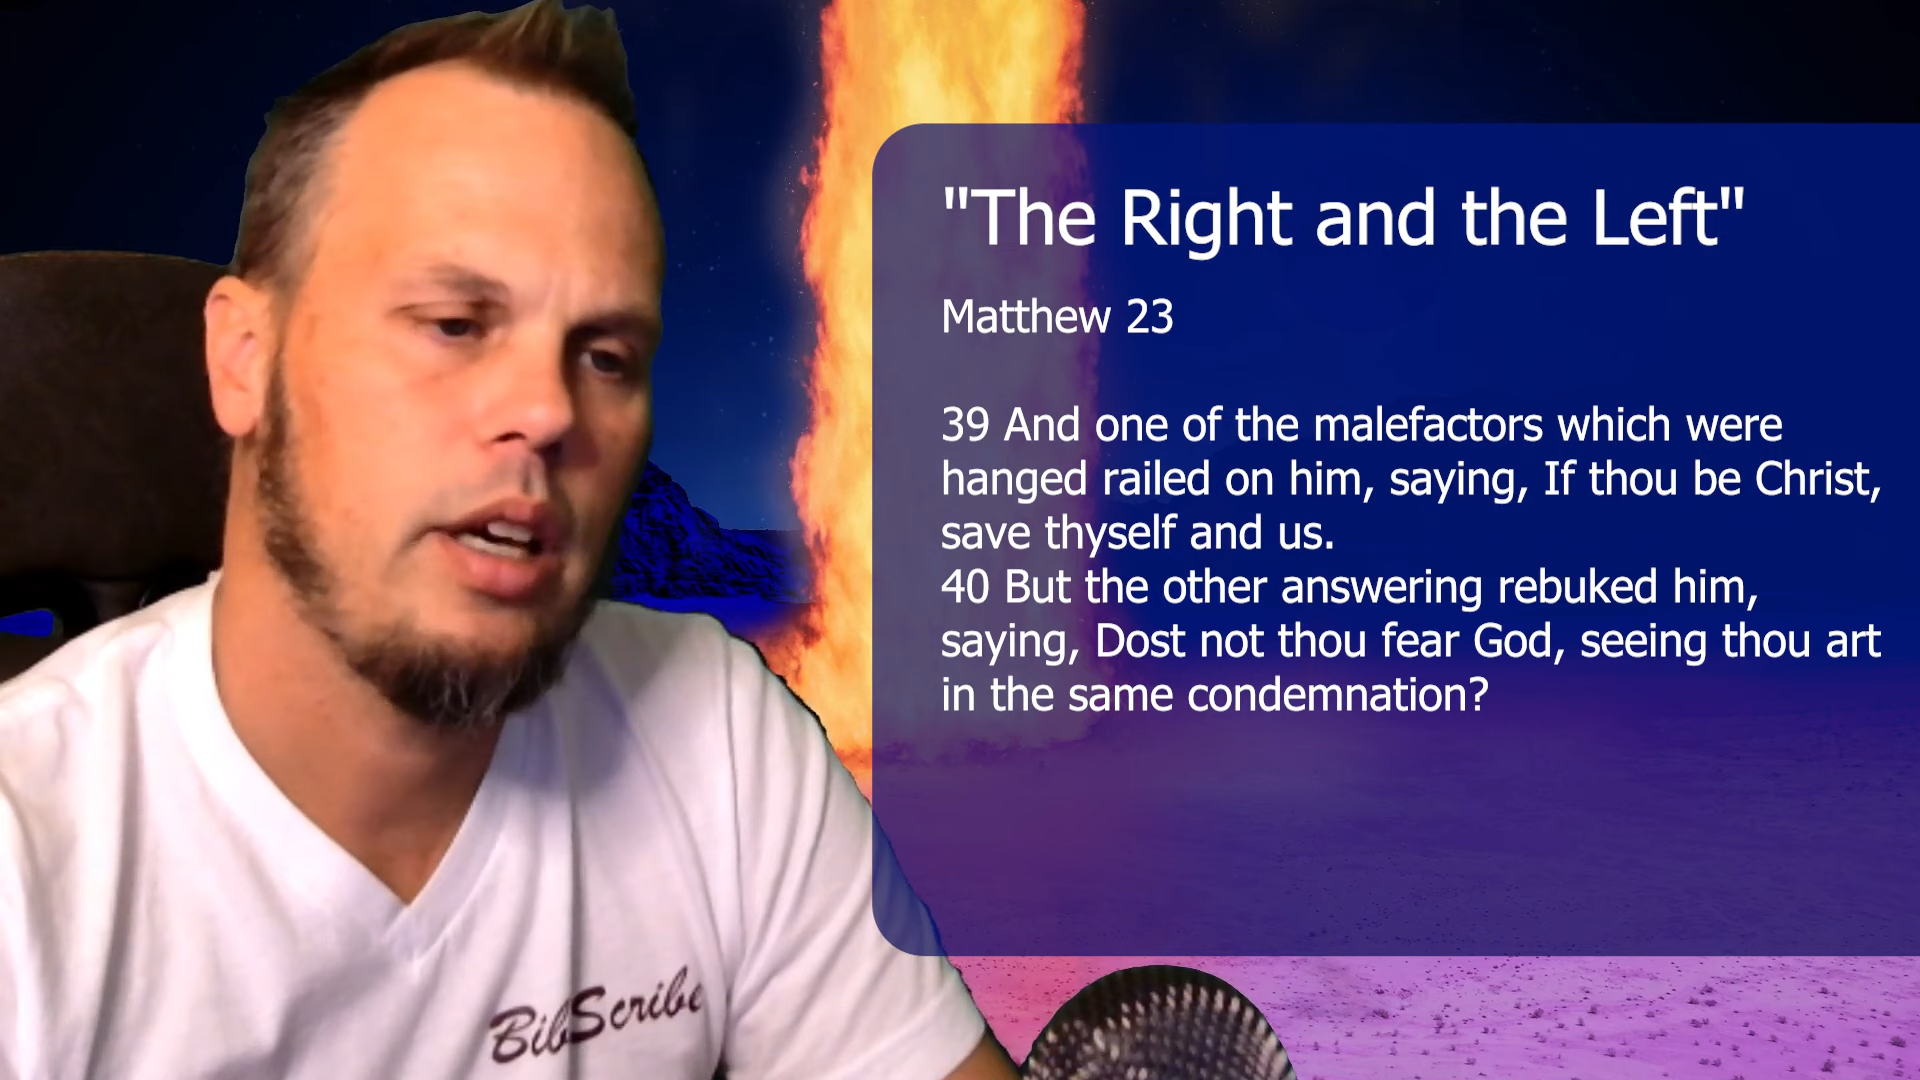 "The Right and the Left"
Matthew 23
39 And one of the malefactors which were
hanged railed on him, saying, If thou be Christ,
save thyself and us.
40 But the other answering rebuked him,
saying, Dost not thou fear God, seeing thou art
in the same condemnation?